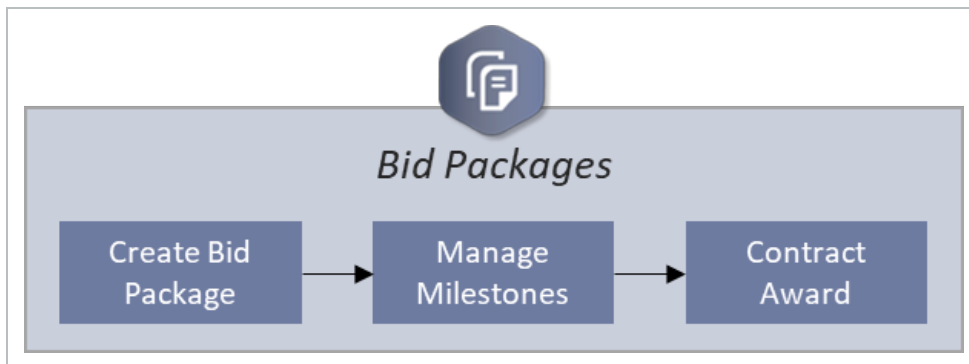 Bid Packages
Create Bid
Package
Manage
Milestones
Contract
Award